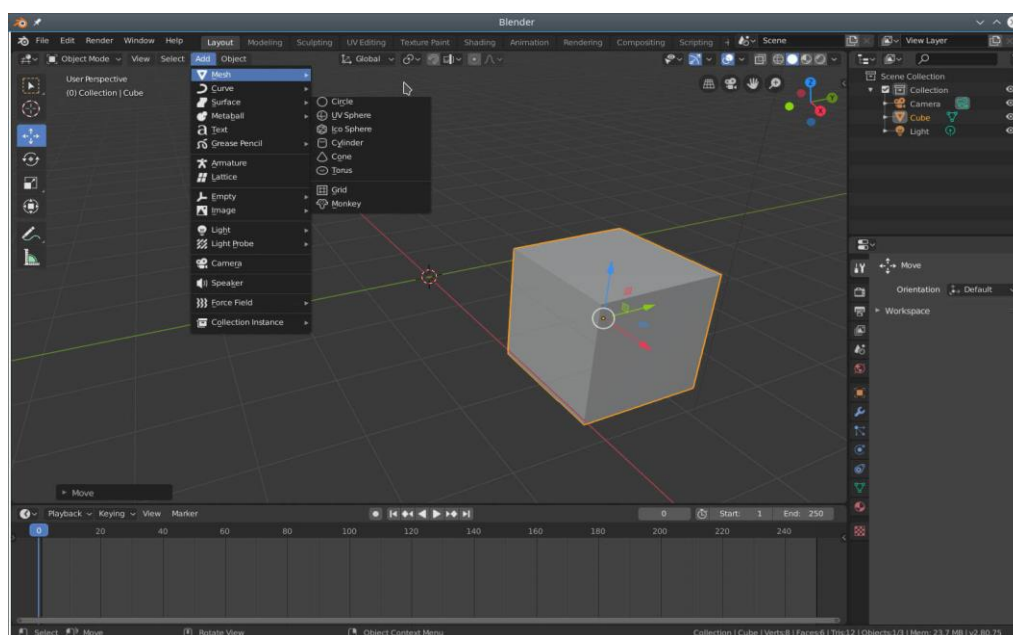 Blender
File Edit Render Window Help Layout Modeling Sculpting UV Editing Texture Paint Shading Animation Rendering Compositing Scripting Scene View Layer
Object Mode View Select Add Object Global
User Perspective
(0) Collection | Cube
Mesh
Curve
Surface
Metaball
Text
Grease Pencil
Armature
Lattice
Empty
Image
Light
Light Probe
Camera
Speaker
Force Field
Collection Instance
Circle
UV Sphere
Ico Sphere
Cylinder
Cone
Torus
Grid
Monkey
Z
Y
Scene Collection
Collection
Camera
Cube
Light
Move
Orientation Default
Workspace
Move
Playback Keying View Marker 0 Start: 1 End: 250
0 20 40 60 80 100 120 140 160 180 200 220 240
Select Move Rotate View Object Context Menu Collection | Cube | Verts:8 | Faces:6 | Tris:12 | Objects:1/3 | Mem: 23.7 MB | v2.80.75